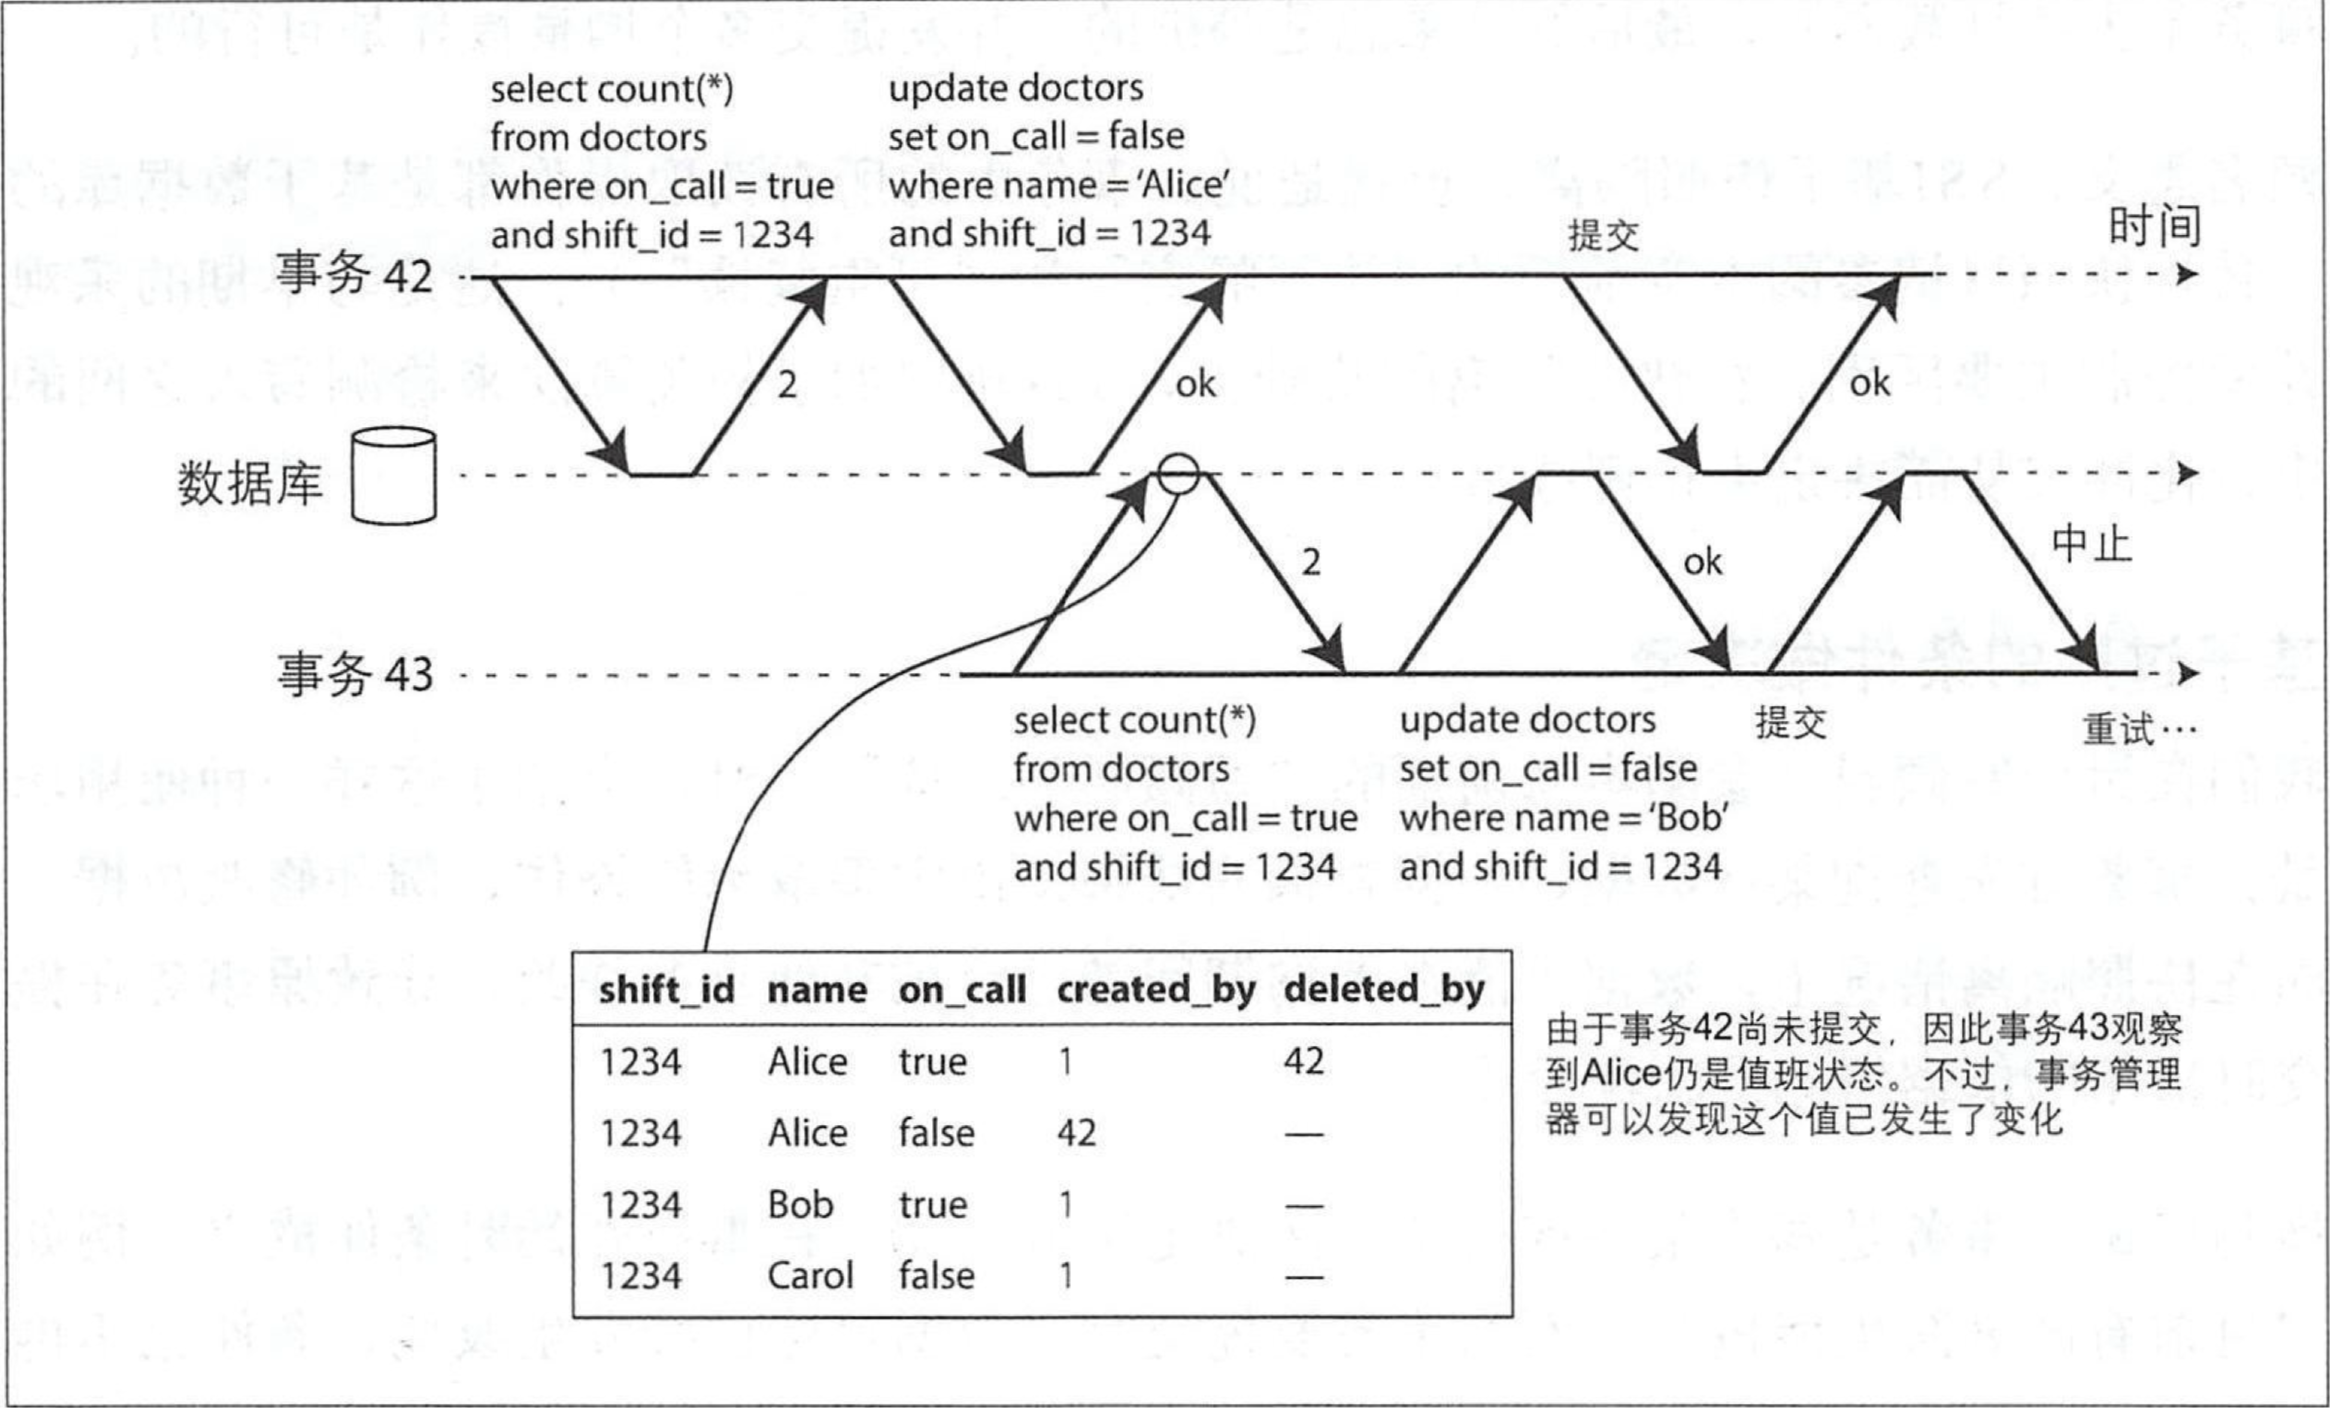 select count(*)
from doctors
where on_call = true
and shift_id = 1234
update doctors
set on_call = false
where name = ‘Alice’
and shift_id = 1234
提交
时间
事务 42
2
ok
ok
数据库
2
ok
中止
事务 43
select count(*)
from doctors
where on_call = true
and shift_id = 1234
update doctors
set on_call = false
where name = ‘Bob’
and shift_id = 1234
提交
重试…
shift_id name on_call created_by deleted_by
1234 Alice true 1 42
1234 Alice false 42 —
1234 Bob true 1 —
1234 Carol false 1 —
由于事务42尚未提交，因此事务43观察
到Alice仍是值班状态。不过，事务管理
器可以发现这个值已发生了变化